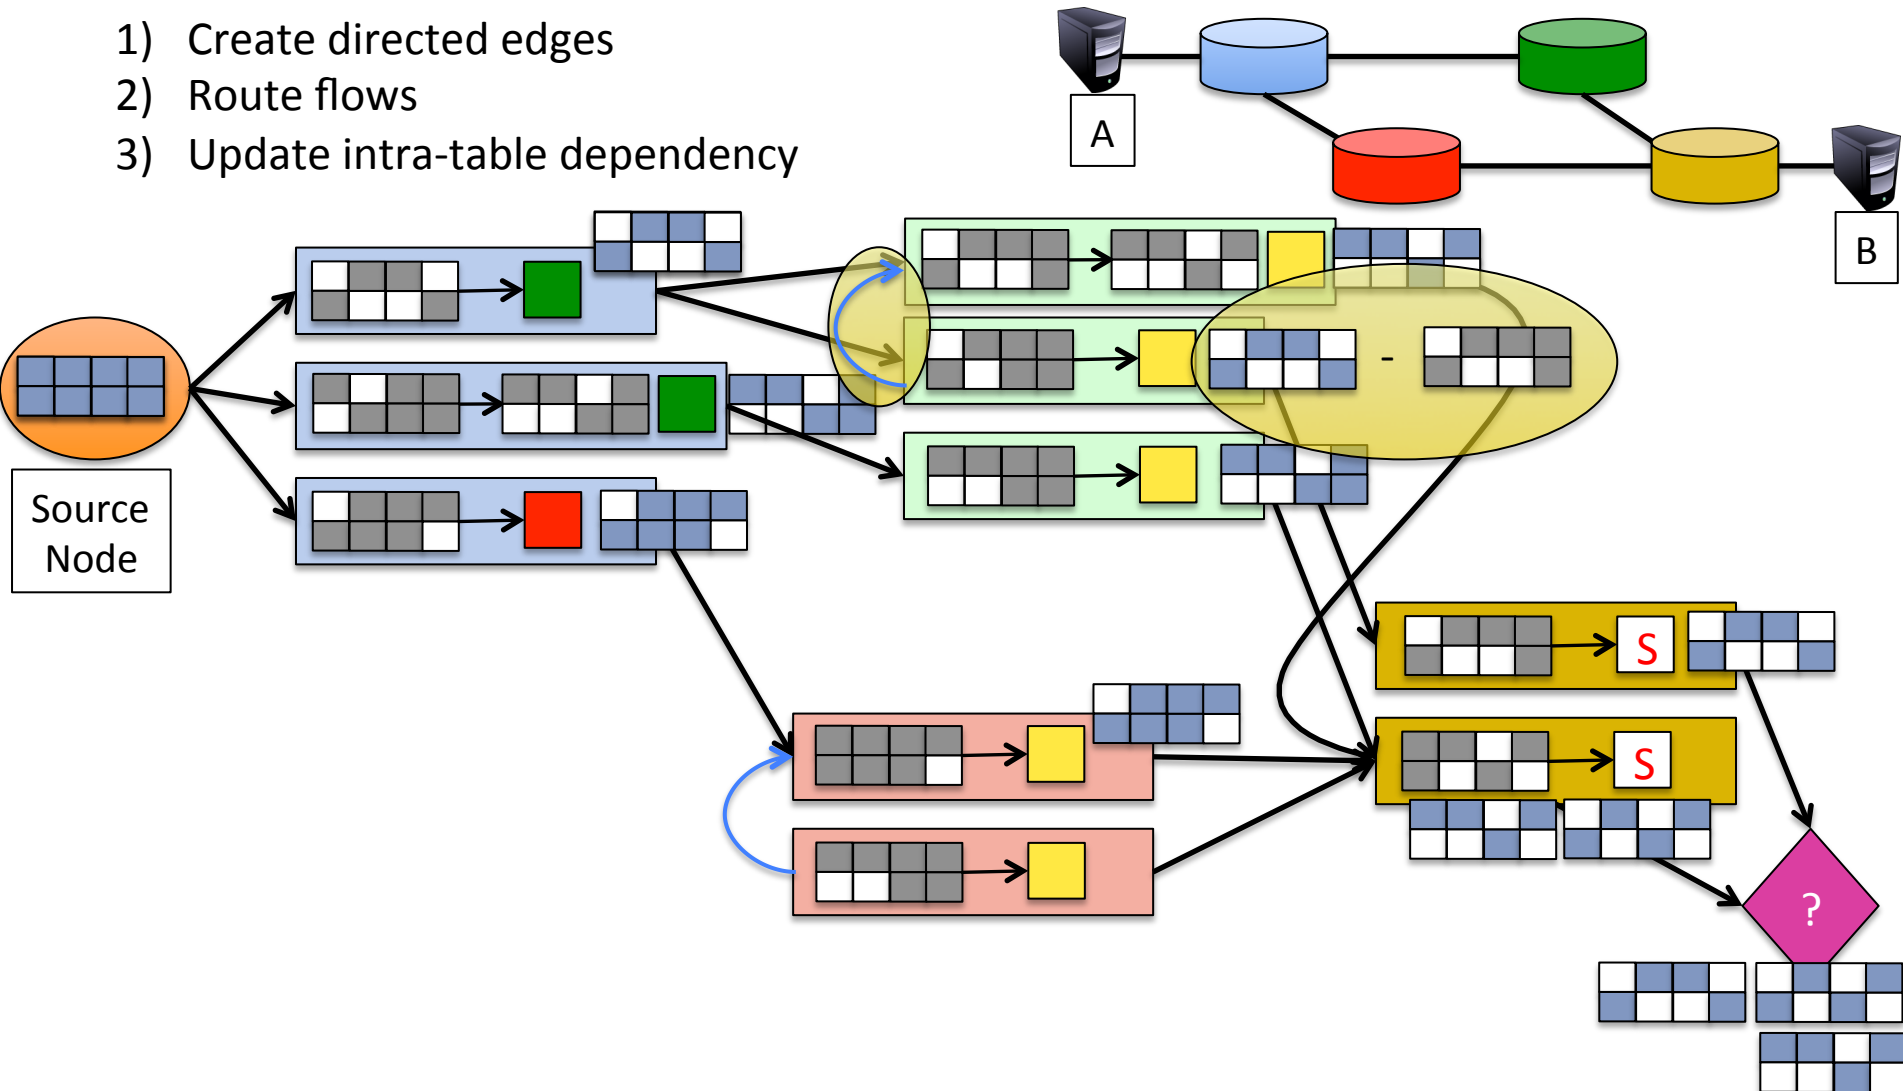 1) Create directed edges
2) Route flows
3) Update intra-table dependency
A
B
Source
Node
-
S
S
?